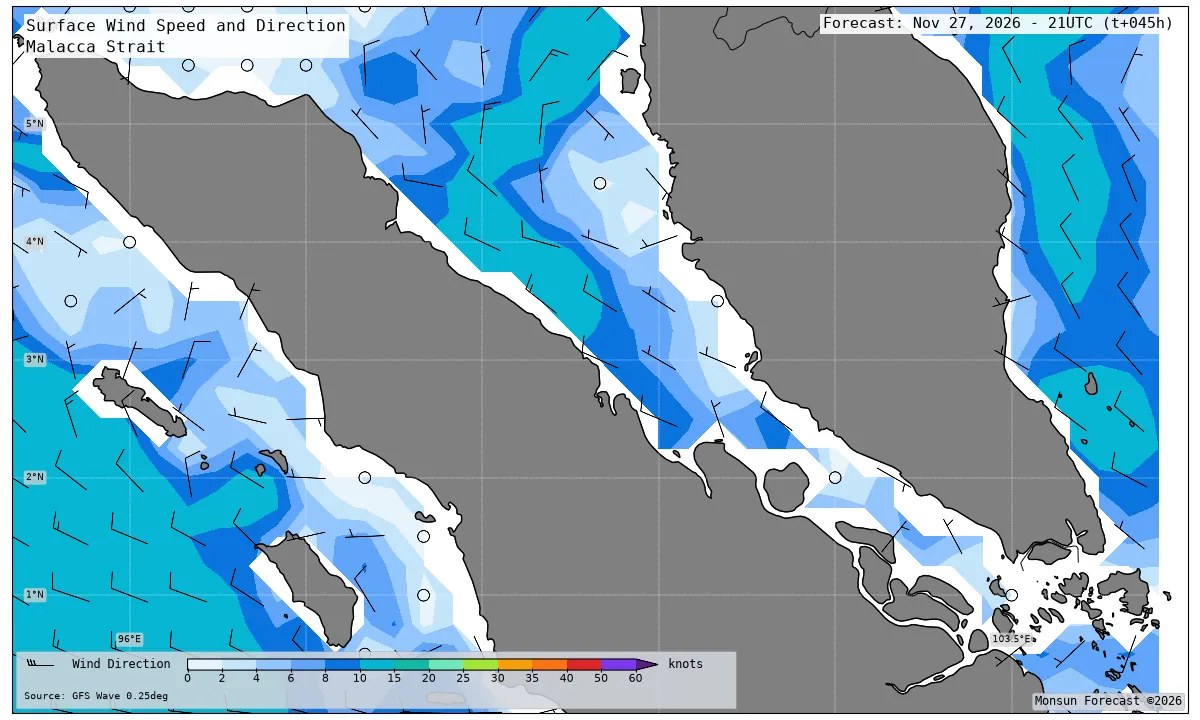 Surface Wind Speed and Direction
Malacca Strait
Forecast: Nov 27, 2026 - 21UTC (t+045h)
5°N
4°N
3°N
2°N
1°N
96°E
103.5°E
Wind Direction
knots
0 2 4 6 8 10 15 20 25 30 35 40 50 60
Source: GFS Wave 0.25deg
Monsun Forecast ©2026